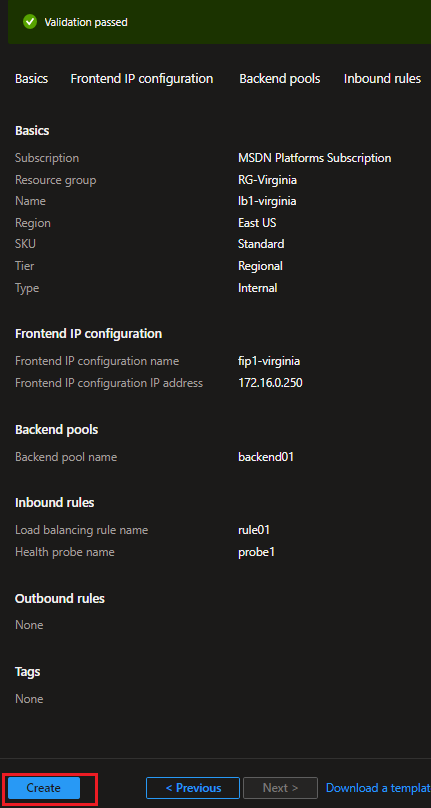 Validation passed
Basics Frontend IP configuration Backend pools Inbound rules
Basics
Subscription MSDN Platforms Subscription
Resource group RG-Virginia
Name lb1-virginia
Region East US
SKU Standard
Tier Regional
Type Internal
Frontend IP configuration
Frontend IP configuration name fip1-virginia
Frontend IP configuration IP address 172.16.0.250
Backend pools
Backend pool name backend01
Inbound rules
Load balancing rule name rule01
Health probe name probe1
Outbound rules
None
Tags
None
Create < Previous Next > Download a templat